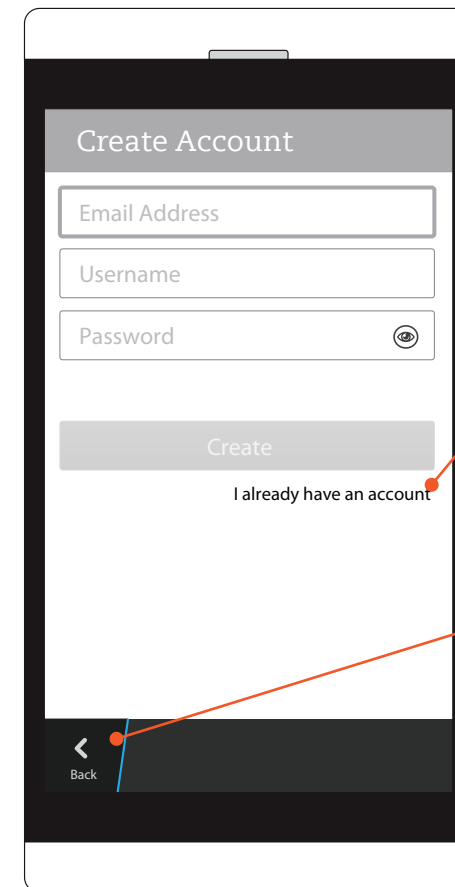 Create Account
Email Address
Username
Password
Create
I already have an account
Back